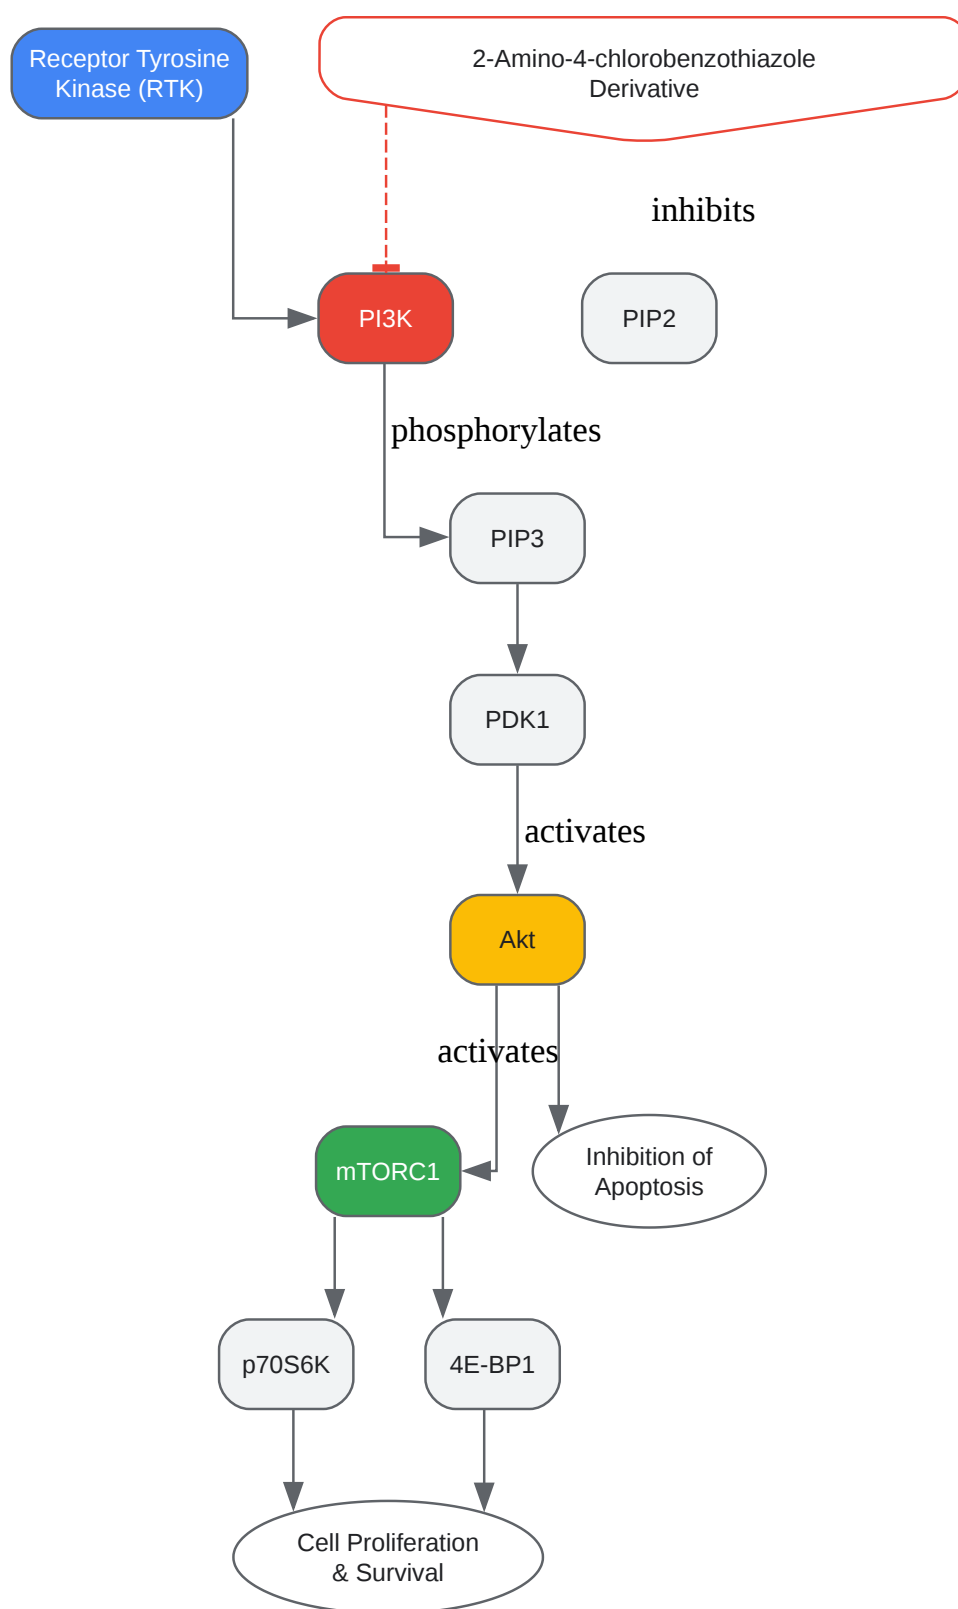 Receptor Tyrosine
Kinase (RTK)
2-Amino-4-chlorobenzothiazole
Derivative
inhibits
PI3K
PIP2
phosphorylates
PIP3
PDK1
activates
Akt
activates
mTORC1
Inhibition of
Apoptosis
p70S6K
4E-BP1
Cell Proliferation
& Survival